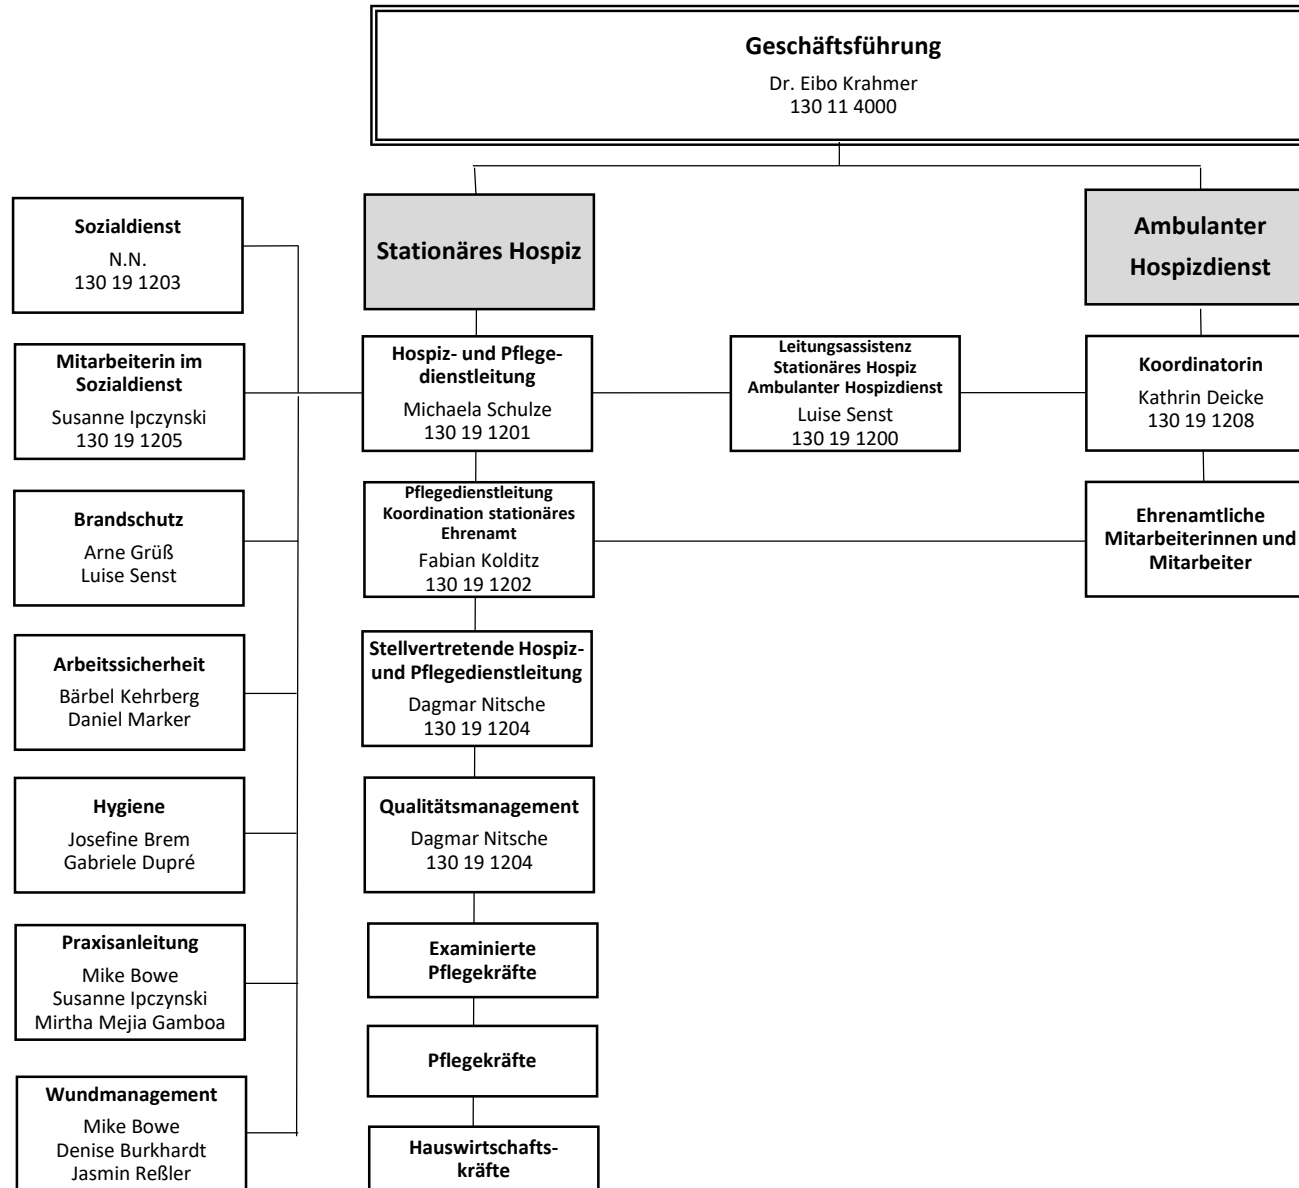 Geschäftsführung
Dr. Eibo Krahmer
130 11 4000
Stationäres Hospiz
Ambulanter
Hospizdienst
Sozialdienst
N.N.
130 19 1203
Mitarbeiterin im
Sozialdienst
Susanne Ipczynski
130 19 1205
Brandschutz
Arne Grüß
Luise Senst
Arbeitssicherheit
Bärbel Kehrberg
Daniel Marker
Hygiene
Josefine Brem
Gabriele Dupré
Praxisanleitung
Mike Bowe
Susanne Ipczynski
Mirtha Mejia Gamboa
Wundmanagement
Mike Bowe
Denise Burkhardt
Jasmin Reßler
Hospiz- und Pflege-
dienstleitung
Michaela Schulze
130 19 1201
Pflegedienstleitung
Koordination stationäres
Ehrenamt
Fabian Kolditz
130 19 1202
Stellvertretende Hospiz-
und Pflegedienstleitung
Dagmar Nitsche
130 19 1204
Qualitätsmanagement
Dagmar Nitsche
130 19 1204
Examinierte
Pflegekräfte
Pflegekräfte
Hauswirtschafts-
kräfte
Leitungsassistenz
Stationäres Hospiz
Ambulanter Hospizdienst
Luise Senst
130 19 1200
Koordinatorin
Kathrin Deicke
130 19 1208
Ehrenamtliche
Mitarbeiterinnen und
Mitarbeiter